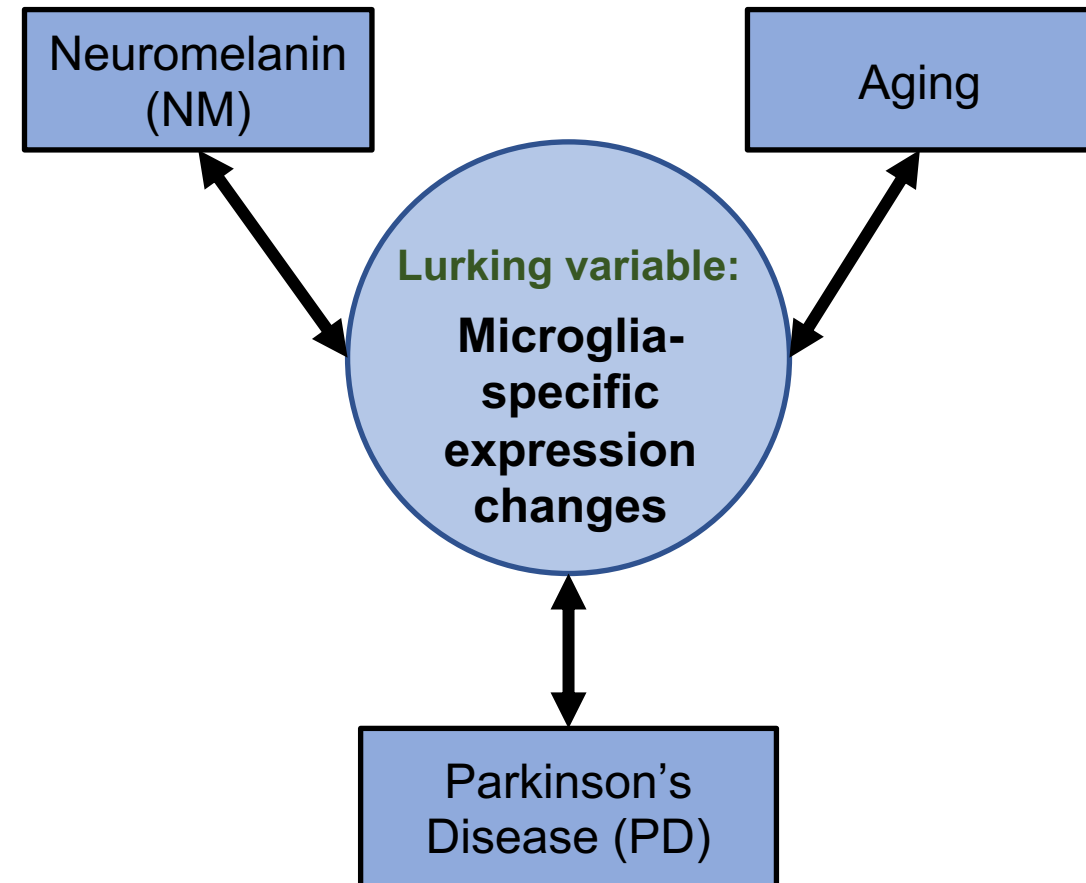 Neuromelanin
(NM)
Aging
Lurking variable:
Microglia-
specific
expression
changes
Parkinson’s
Disease (PD)